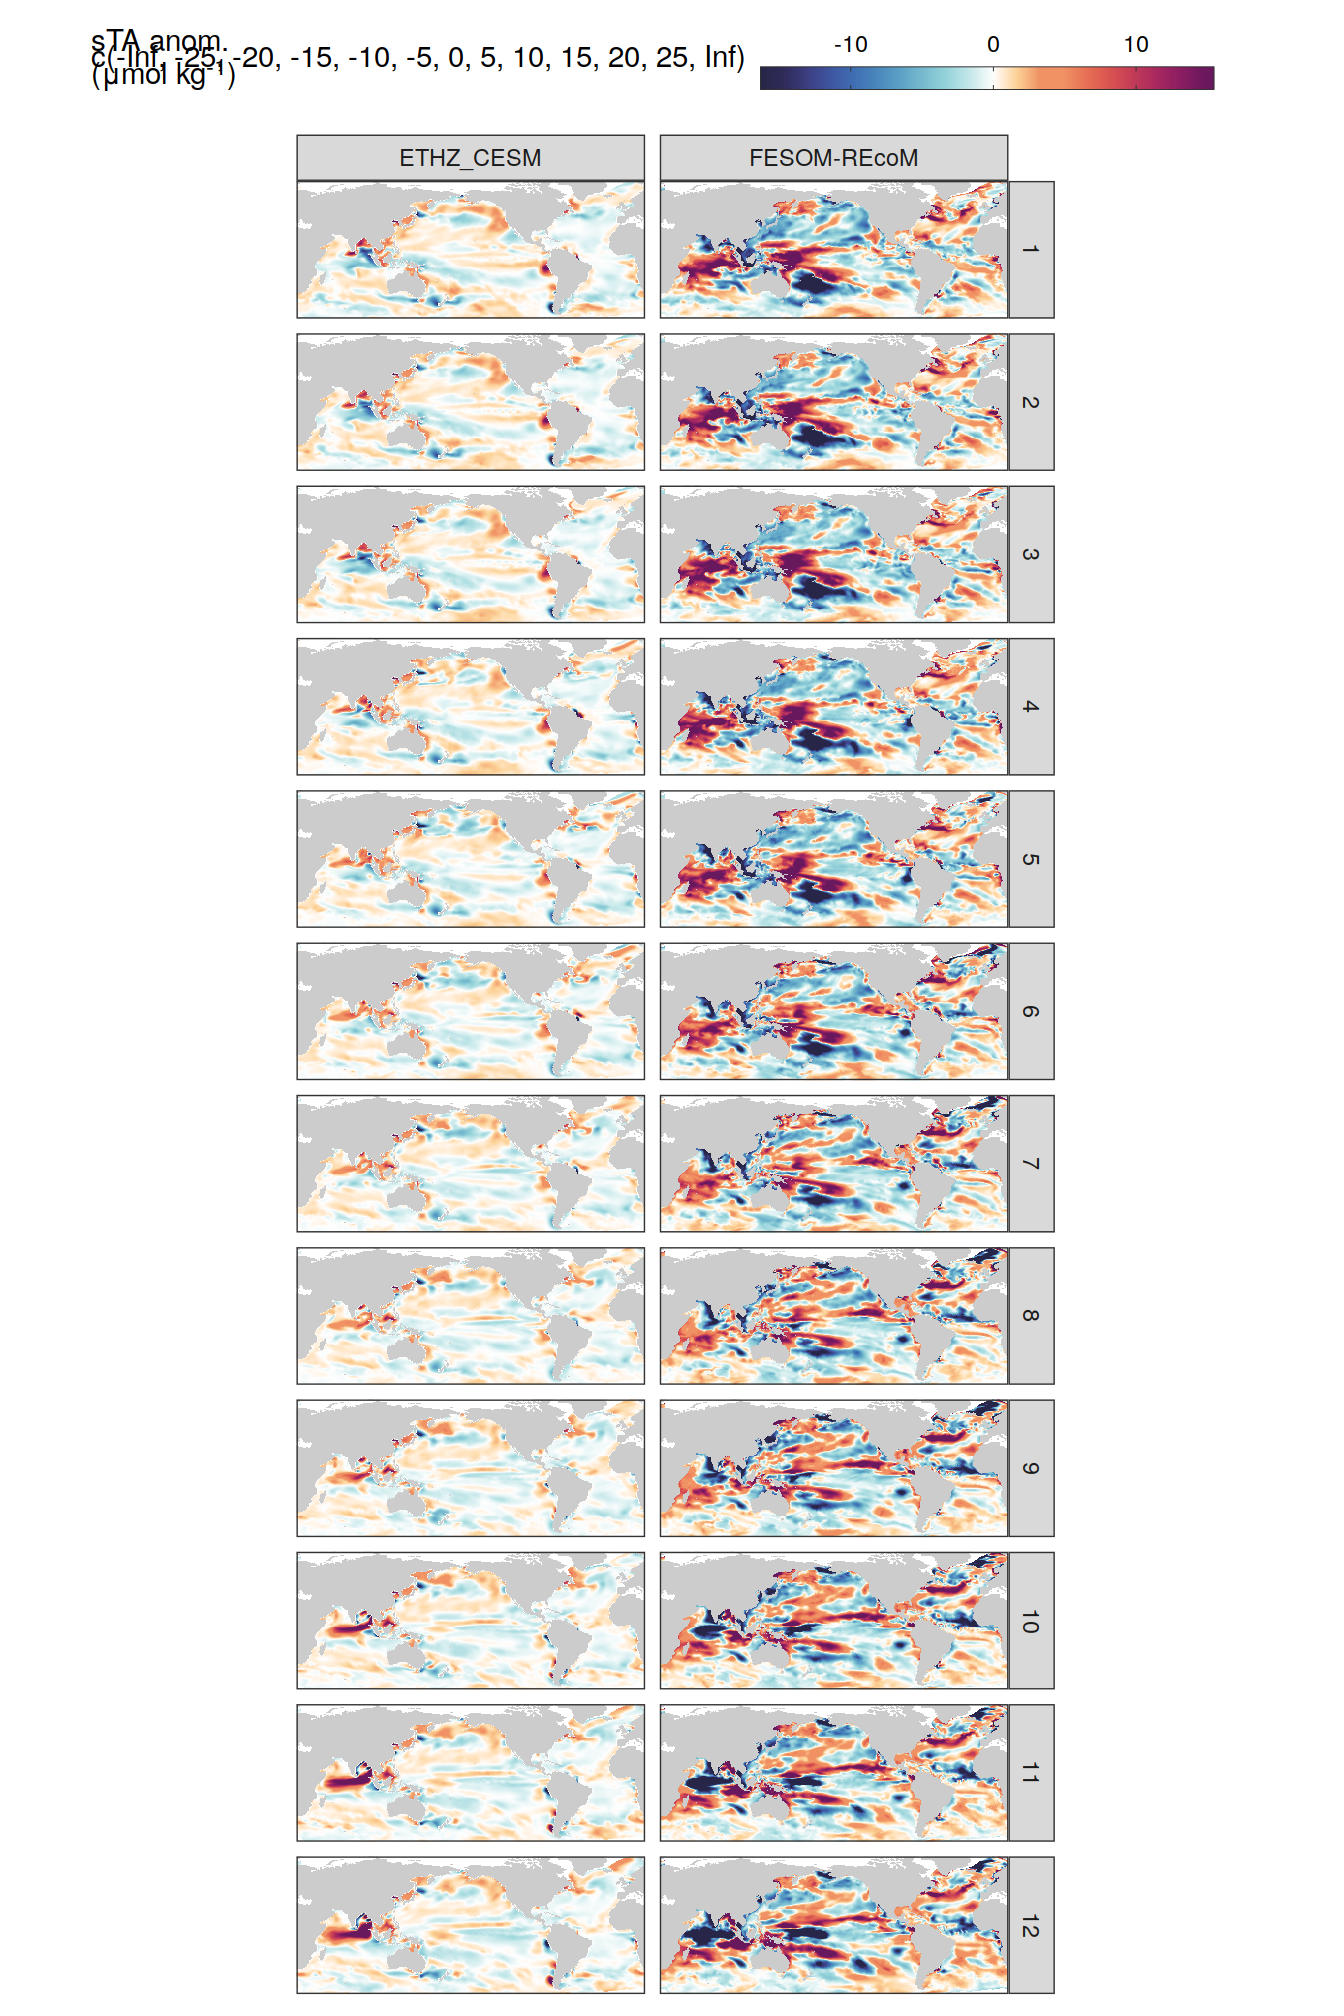 sTA anom.
c(-Inf, -25, -20, -15, -10, -5, 0, 5, 10, 15, 20, 25, Inf)
(µmol kg⁻¹)
-10 0 10
ETHZ_CESM FESOM-REcoM
1
2
3
4
5
6
7
8
9
10
11
12